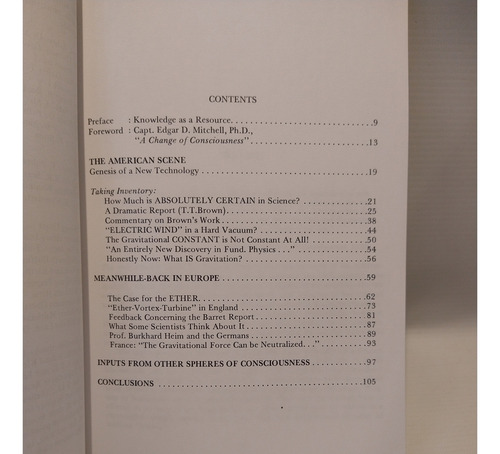 CONTENTS
Preface : Knowledge as a Resource. . . . . . . . . . . . . . . . . . . . . . . . . . . . 9
Foreword : Capt. Edgar D. Mitchell, Ph.D.,
"A Change of Consciousness" . . . . . . . . . . . . . . . . . . . . . . . . 13
THE AMERICAN SCENE
Genesis of a New Technology . . . . . . . . . . . . . . . . . . . . . . . . . . . . . . . . 19
Taking Inventory:
How Much is ABSOLUTELY CERTAIN in Science? . . . . . . . . . . . . 21
A Dramatic Report (T.T.Brown) . . . . . . . . . . . . . . . . . . . . . . . . . . 25
Commentary on Brown's Work . . . . . . . . . . . . . . . . . . . . . . . . . . . 38
"ELECTRIC WIND" in a Hard Vacuum? . . . . . . . . . . . . . . . . . . . . 44
The Gravitational CONSTANT is Not Constant At All! . . . . . . . . . . 50
"An Entirely New Discovery in Fund. Physics . . ." . . . . . . . . . . . . . 54
Honestly Now: What IS Gravitation? . . . . . . . . . . . . . . . . . . . . . . . 56
MEANWHILE-BACK IN EUROPE . . . . . . . . . . . . . . . . . . . . . . . . . . . . 59
The Case for the ETHER. . . . . . . . . . . . . . . . . . . . . . . . . . . . . . . . 62
"Ether-Vortex-Turbine" in England . . . . . . . . . . . . . . . . . . . . . . . . 73
Feedback Concerning the Barret Report . . . . . . . . . . . . . . . . . . . . . 81
What Some Scientists Think About It . . . . . . . . . . . . . . . . . . . . . . . 87
Prof. Burkhard Heim and the Germans . . . . . . . . . . . . . . . . . . . . . . 89
France: "The Gravitational Force Can be Neutralized. . ." . . . . . . . . . 93
INPUTS FROM OTHER SPHERES OF CONSCIOUSNESS . . . . . . . . . . . 97
CONCLUSIONS . . . . . . . . . . . . . . . . . . . . . . . . . . . . . . . . . . . . . . . . 105